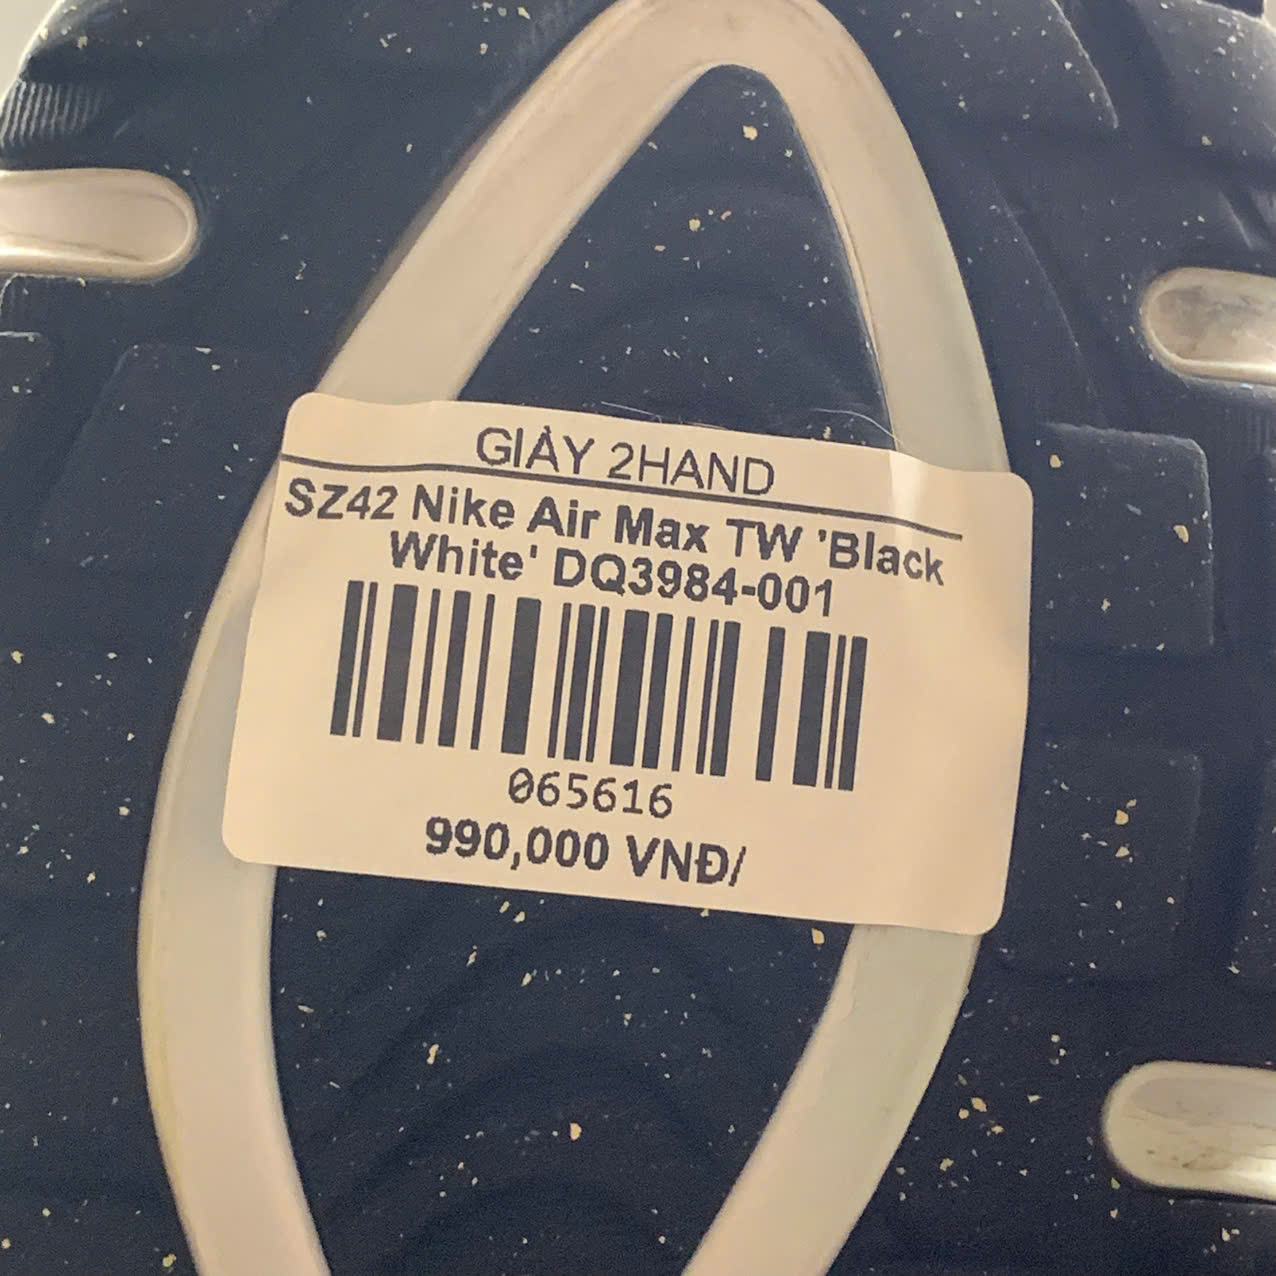 GIÀY 2HAND
SZ42 Nike Air Max TW 'Black
White' DQ3984-001
065616
990,000 VNĐ/